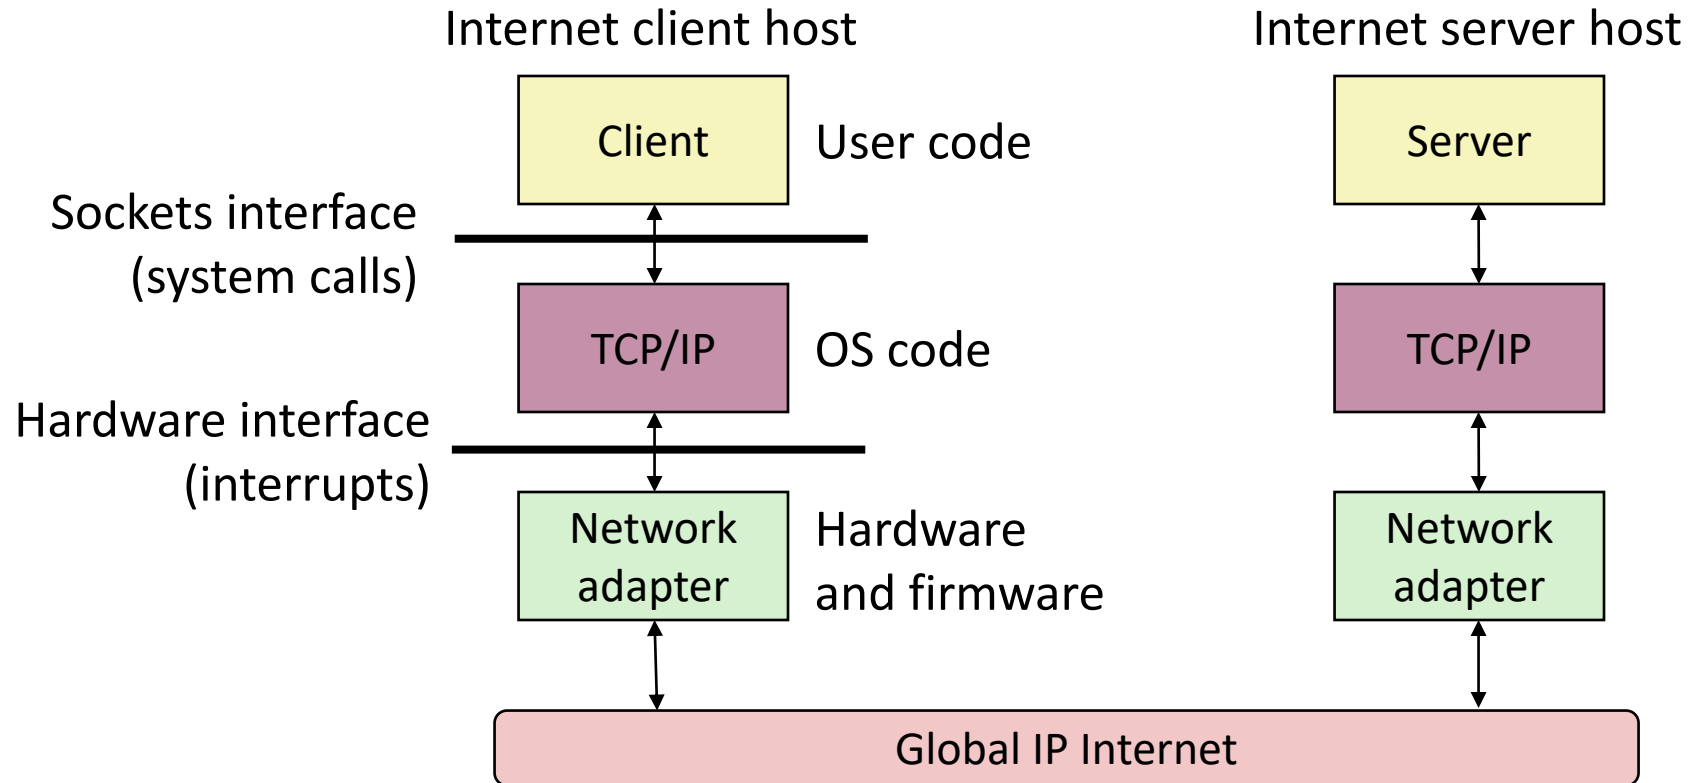 Internet client host
Internet server host
Client
User code
Server
Sockets interface
(system calls)
TCP/IP
OS code
TCP/IP
Hardware interface
(interrupts)
Network
adapter
Hardware
and firmware
Network
adapter
Global IP Internet